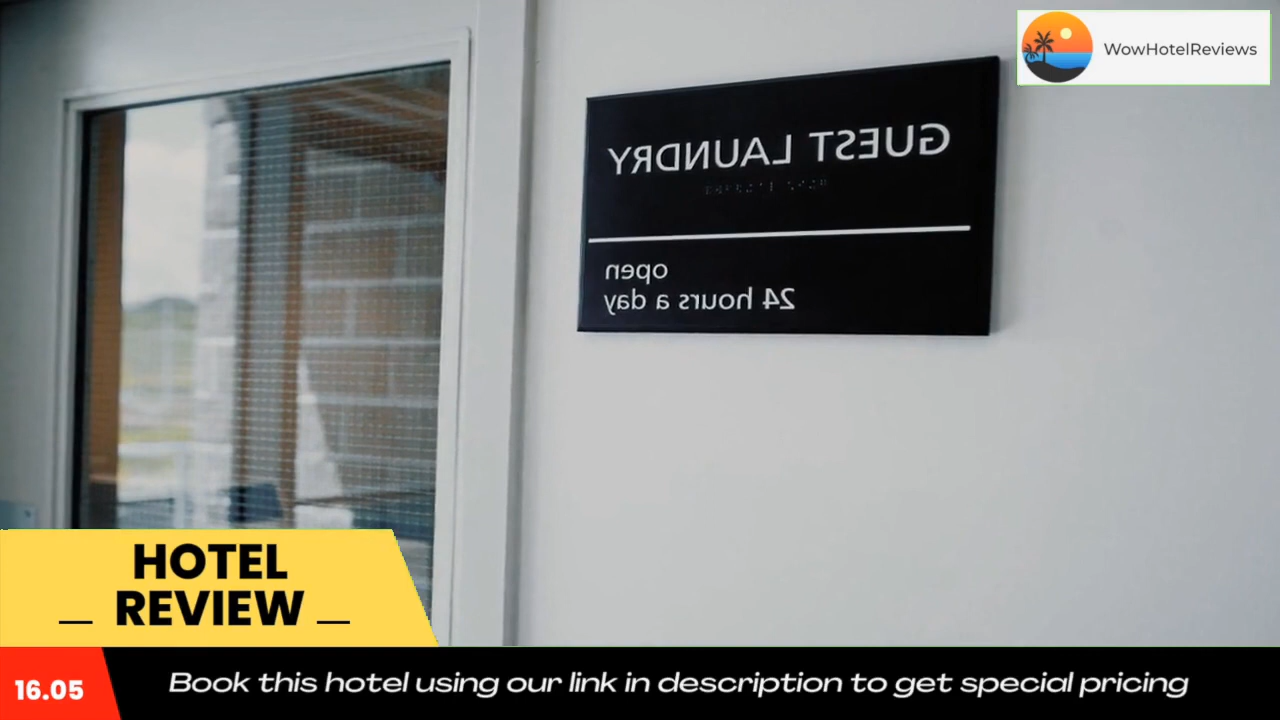 WowHotelReviews
GUEST LAUNDRY
open
24 hours a day
HOTEL
REVIEW
16.05
Book this hotel using our link in description to get special pricing